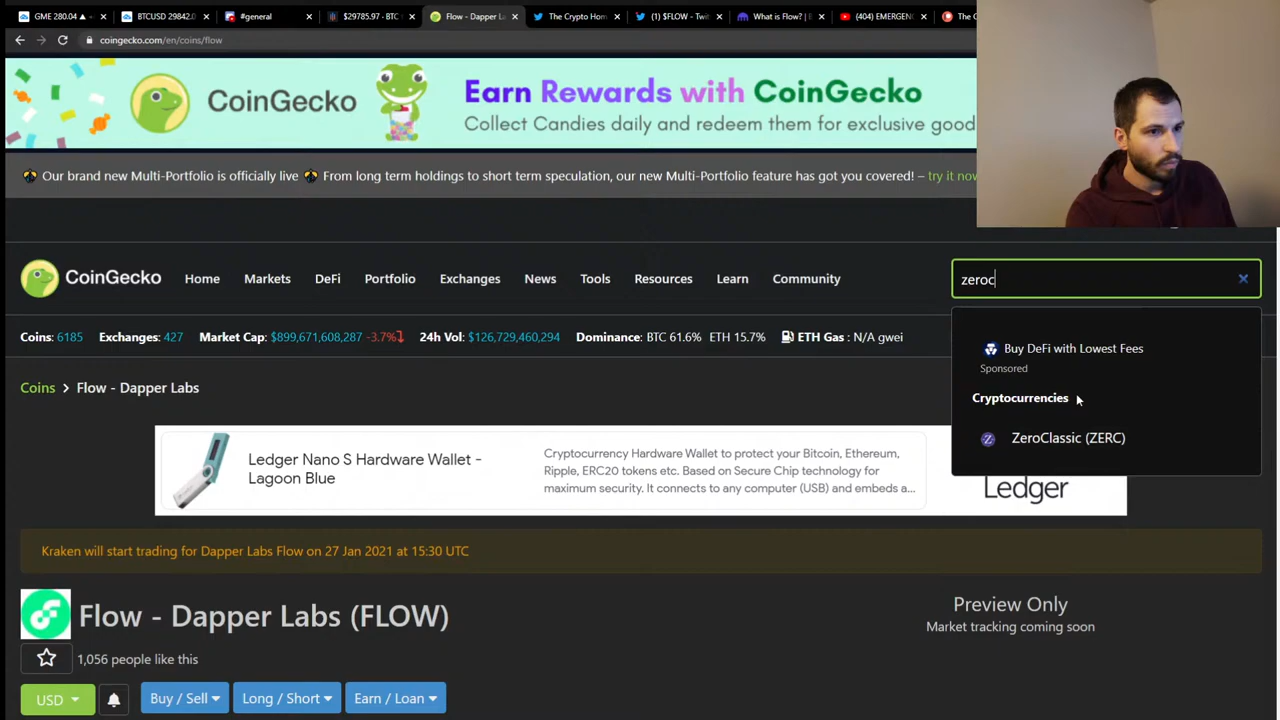 GME 280.04 ▲
BTCUSD 29842.0
#general
$29785.97 - BTC
Flow - Dapper Lab
The Crypto Hom
(1) $FLOW - Twit
What is Flow? |
(404) EMERGEN
The C
coingecko.com/en/coins/flow
CoinGecko
Earn Rewards with CoinGecko
Collect Candies daily and redeem them for exclusive good
Our brand new Multi-Portfolio is officially live
From long term holdings to short term speculation, our new Multi-Portfolio feature has got you covered! – try it now
CoinGecko
Home
Markets
DeFi
Portfolio
Exchanges
News
Tools
Resources
Learn
Community
zeroc
Coins: 6185
Exchanges: 427
Market Cap: $899,671,608,287 -3.7%
24h Vol: $126,729,460,294
Dominance: BTC 61.6% ETH 15.7%
ETH Gas : N/A gwei
Buy DeFi with Lowest Fees
Sponsored
Cryptocurrencies
ZeroClassic (ZERC)
Coins > Flow - Dapper Labs
Ledger Nano S Hardware Wallet -
Lagoon Blue
Cryptocurrency Hardware Wallet to protect your Bitcoin, Ethereum,
Ripple, ERC20 tokens etc. Based on Secure Chip technology for
maximum security. It connects to any computer (USB) and embeds a...
Ledger
Kraken will start trading for Dapper Labs Flow on 27 Jan 2021 at 15:30 UTC
Flow - Dapper Labs (FLOW)
1,056 people like this
Preview Only
Market tracking coming soon
USD
Buy / Sell
Long / Short
Earn / Loan